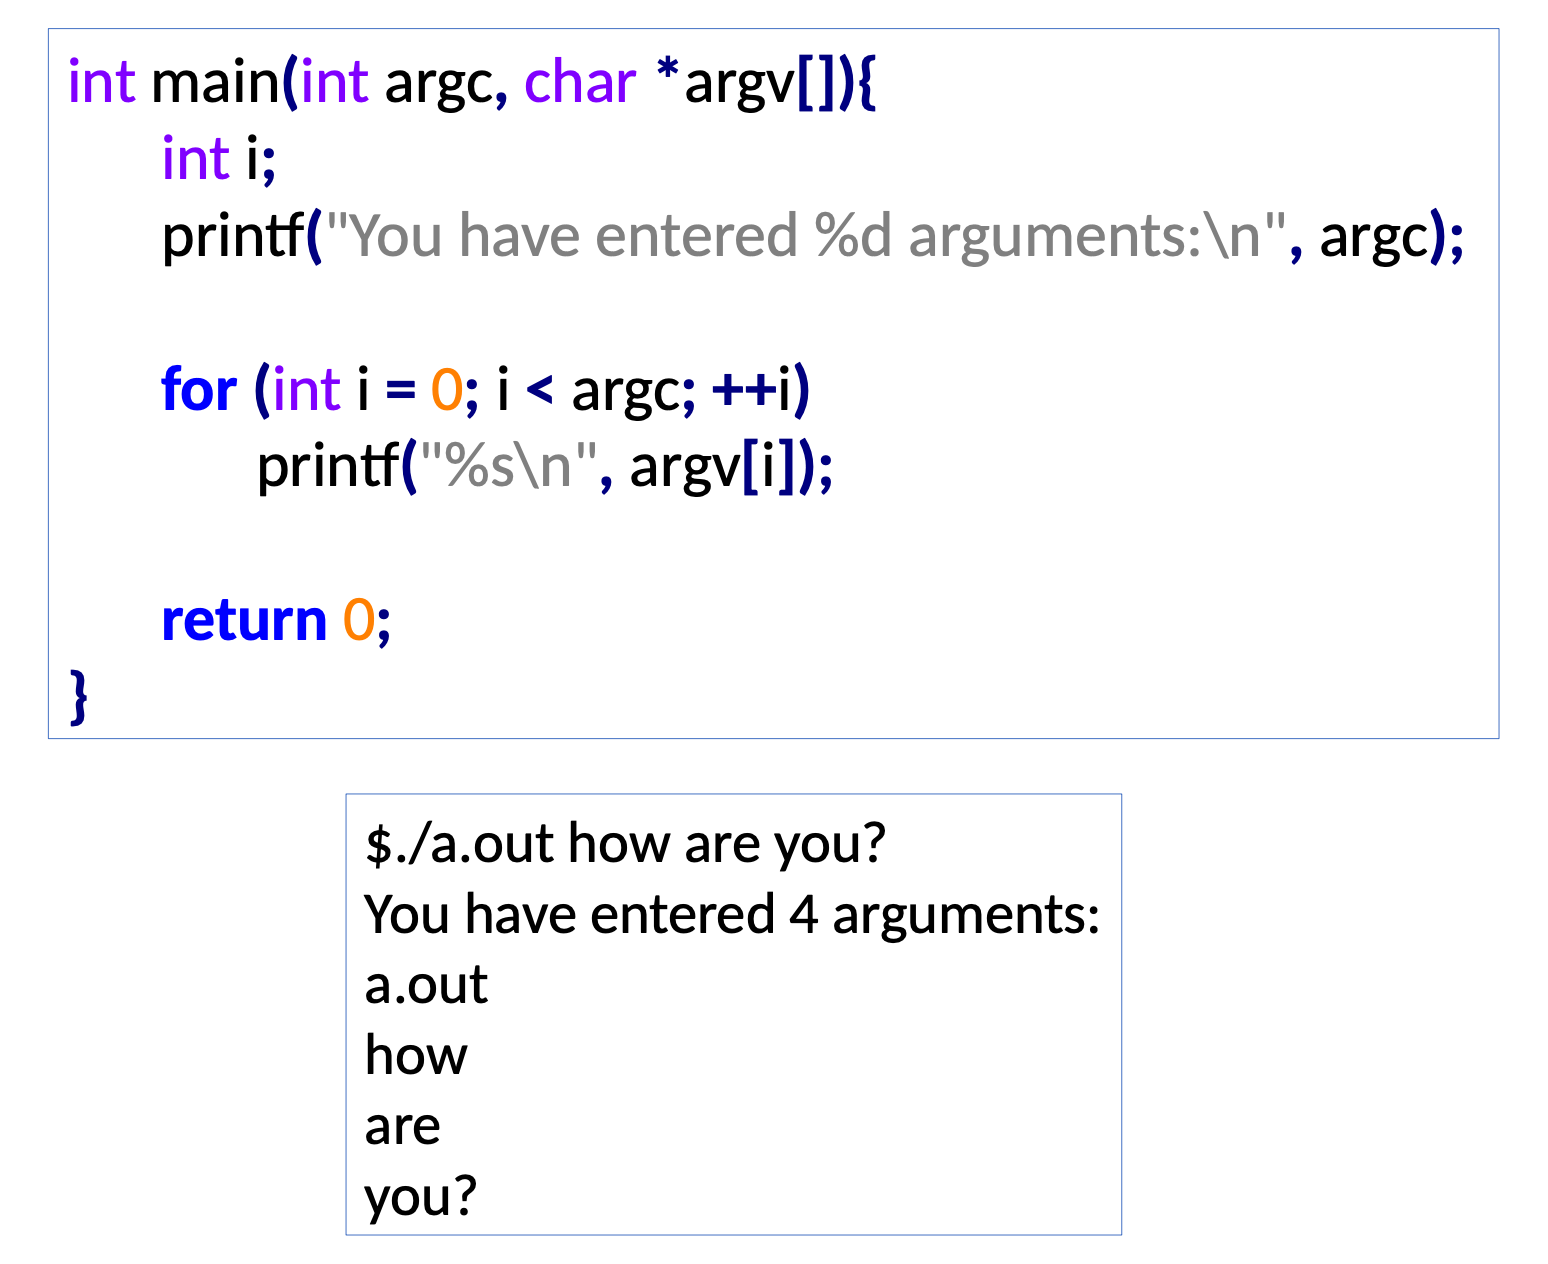 int main(int argc, char *argv[]){
int i;
printf("You have entered %d arguments:\n", argc);
for (int i = 0; i < argc; ++i)
printf("%s\n", argv[i]);
return 0;
}
$./a.out how are you?
You have entered 4 arguments:
a.out
how
are
you?